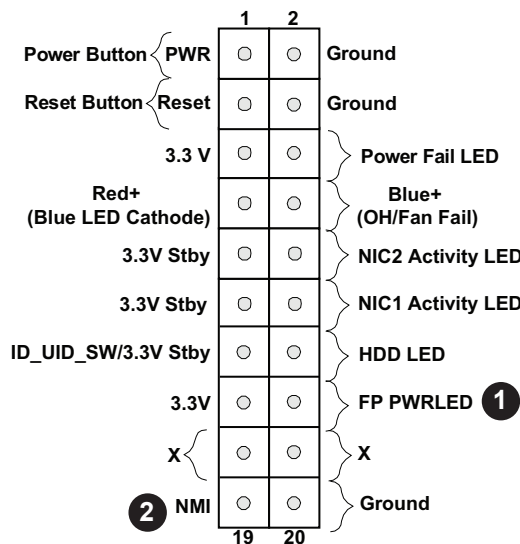 1 2
Power Button PWR Ground
Reset Button Reset Ground
3.3 V Power Fail LED
Red+ Blue+
(Blue LED Cathode) (OH/Fan Fail)
3.3V Stby NIC2 Activity LED
3.3V Stby NIC1 Activity LED
ID_UID_SW/3.3V Stby HDD LED
3.3V FP PWRLED 1
X X
2 NMI Ground
19 20